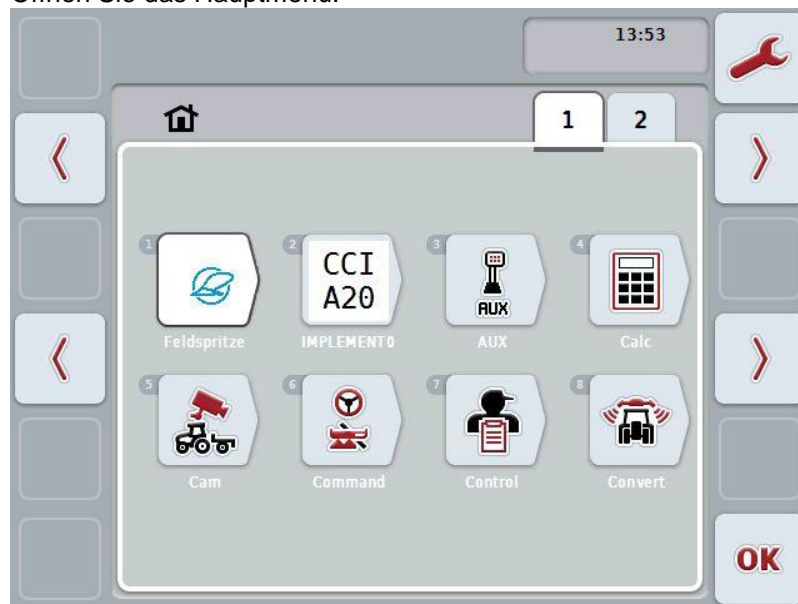 Öffnen Sie das Hauptmenü.
13:53
1 2
1 2 3 4
CCI
A20
AUX
Feldspritze IMPLEMENT0 AUX Calc
5 6 7 8
Cam Command Control Convert
OK